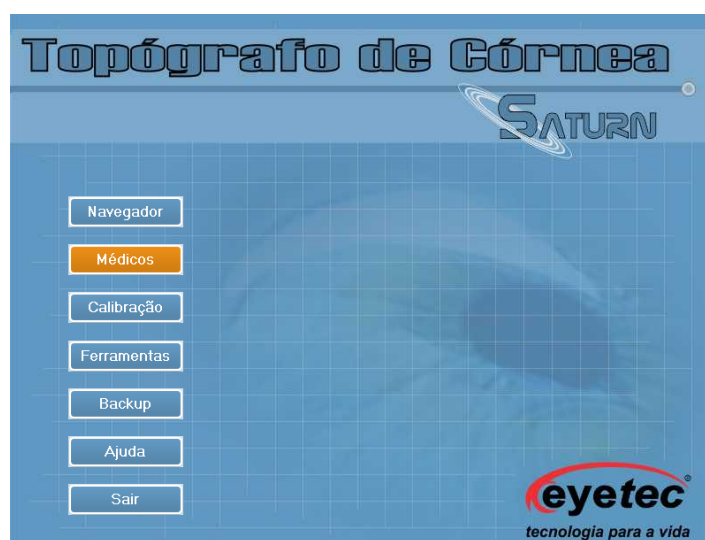 Topógrafo de Córnea
SATURN
Navegador
Médicos
Calibração
Ferramentas
Backup
Ajuda
Sair
eyetec®
tecnologia para a vida